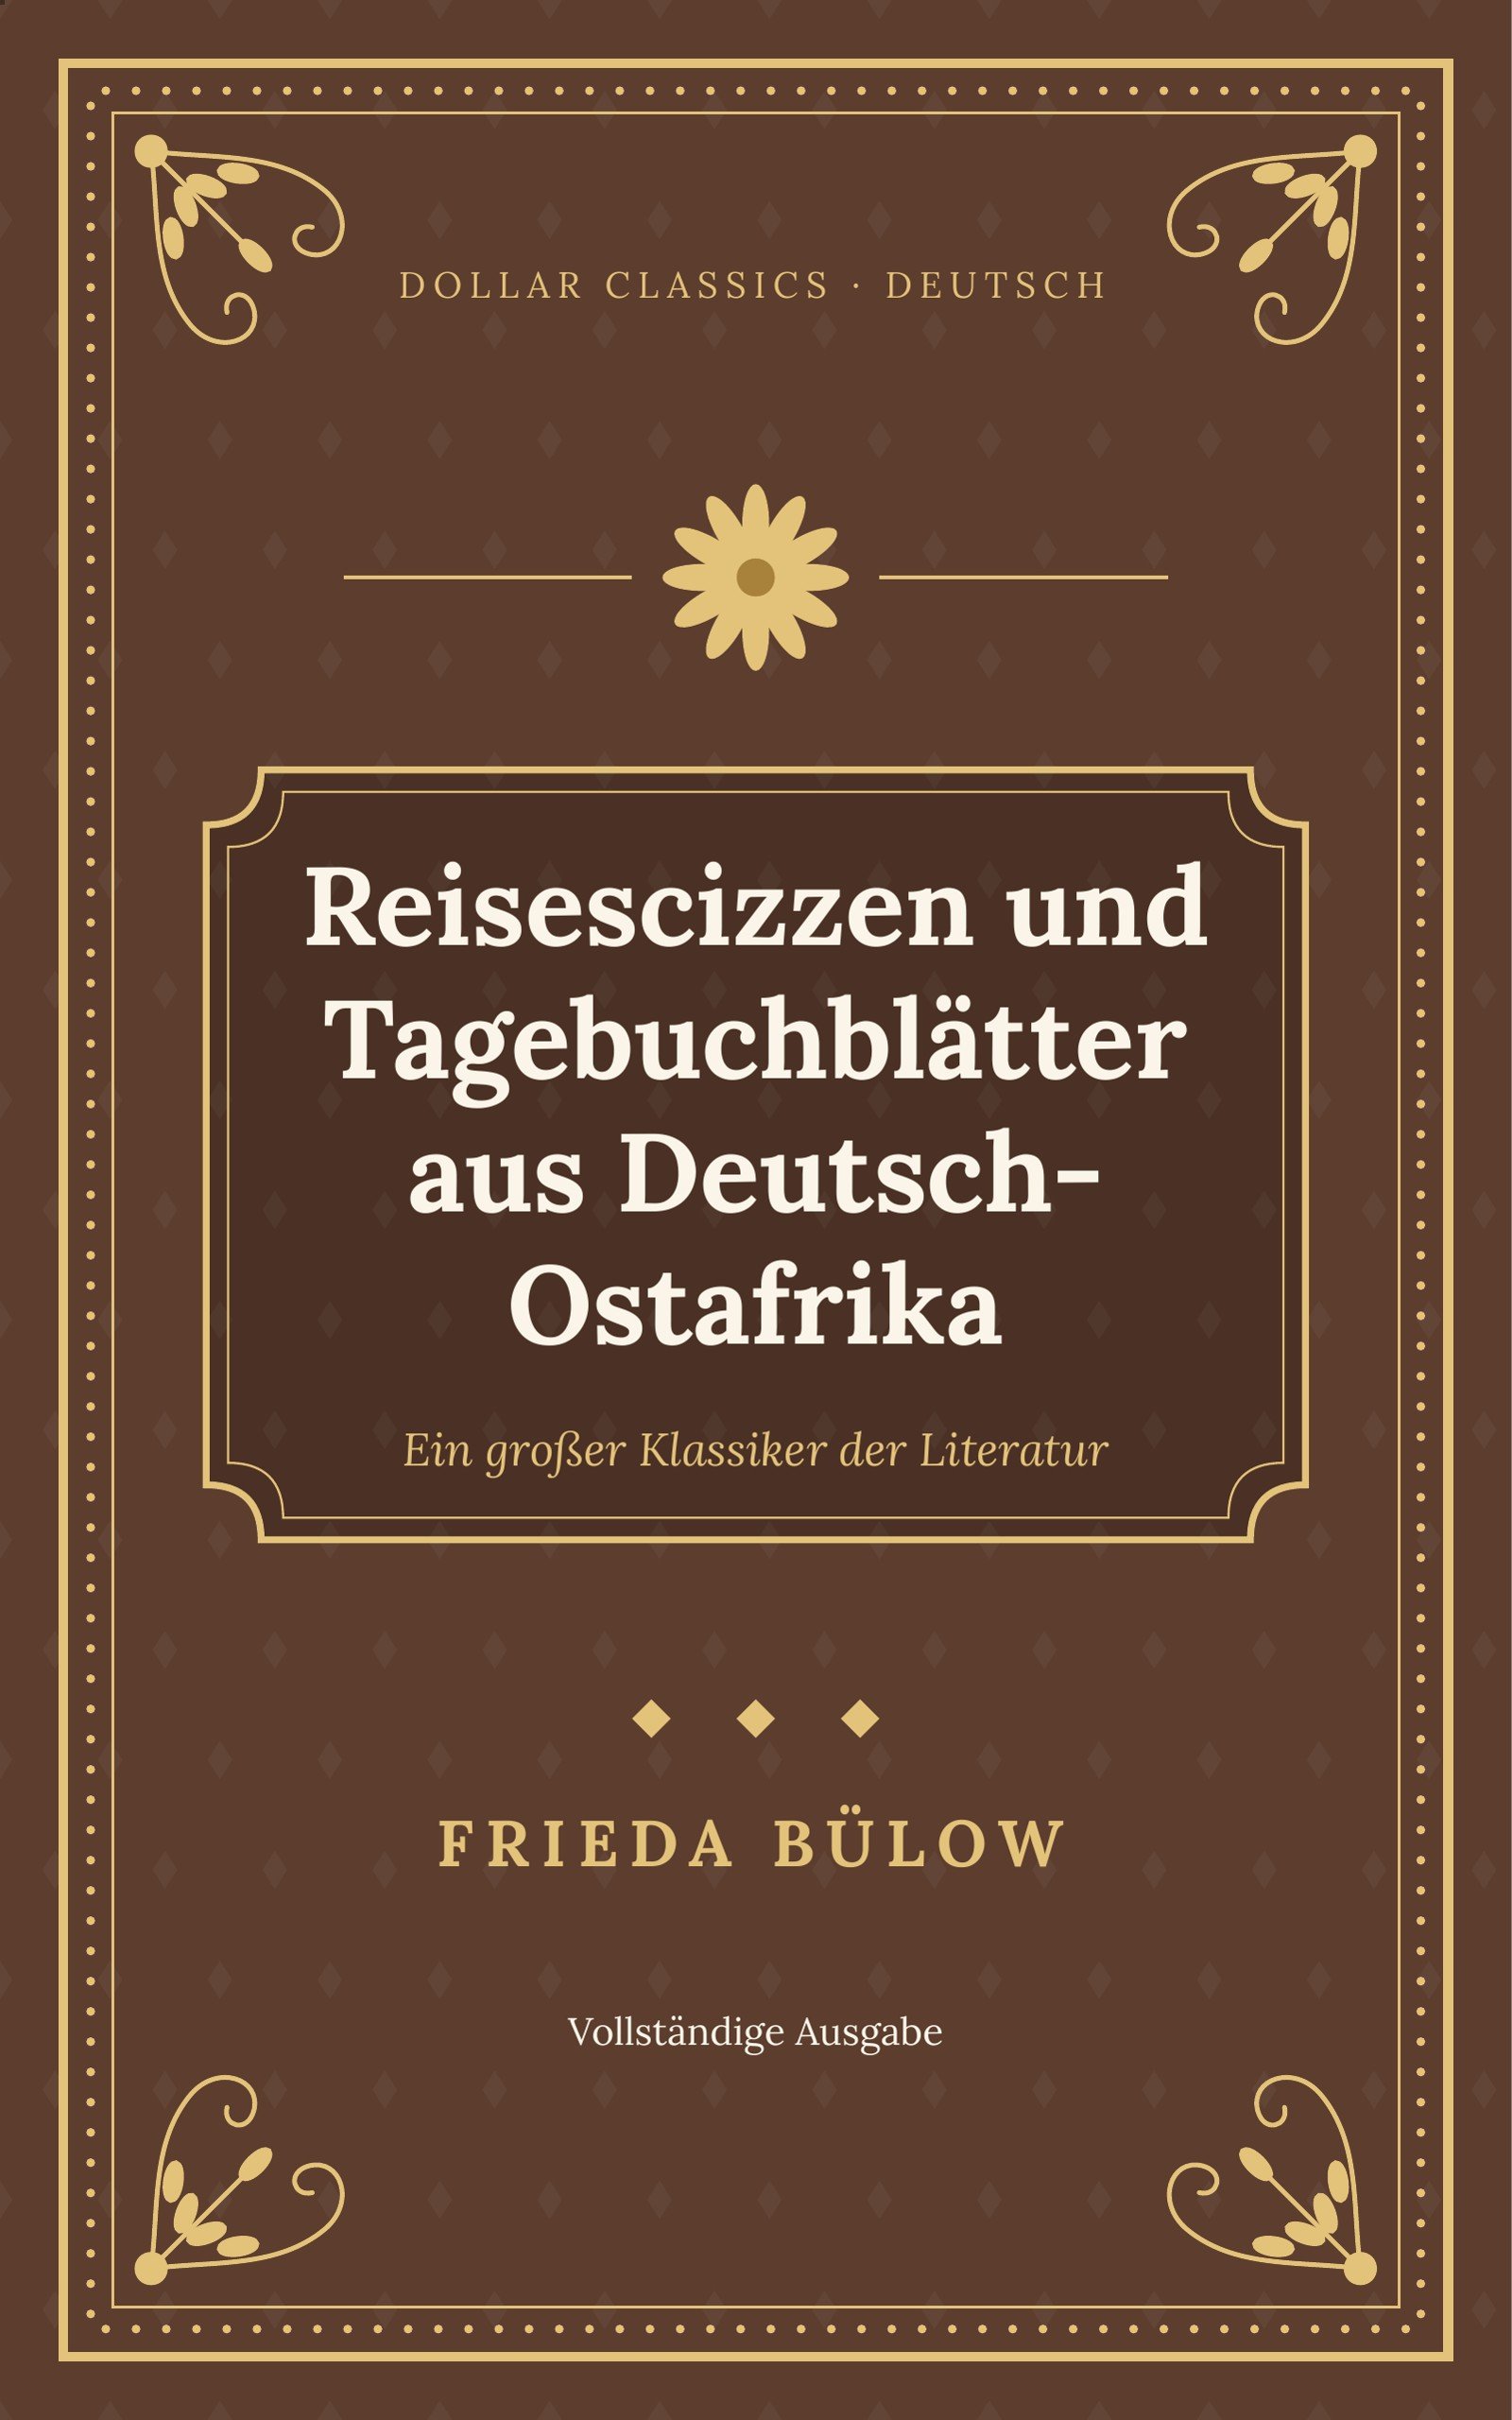 DOLLAR CLASSICS · DEUTSCH
Reisescizzen und
Tagebuchblätter
aus Deutsch-
Ostafrika
Ein großer Klassiker der Literatur
FRIEDA BÜLOW
Vollständige Ausgabe